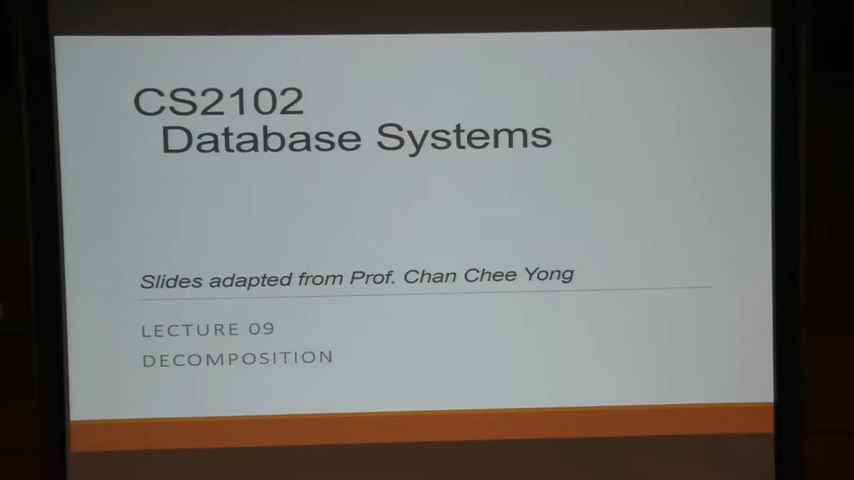 CS2102
Database Systems
Slides adapted from Prof. Chan Chee Yong
LECTURE 09
DECOMPOSITION